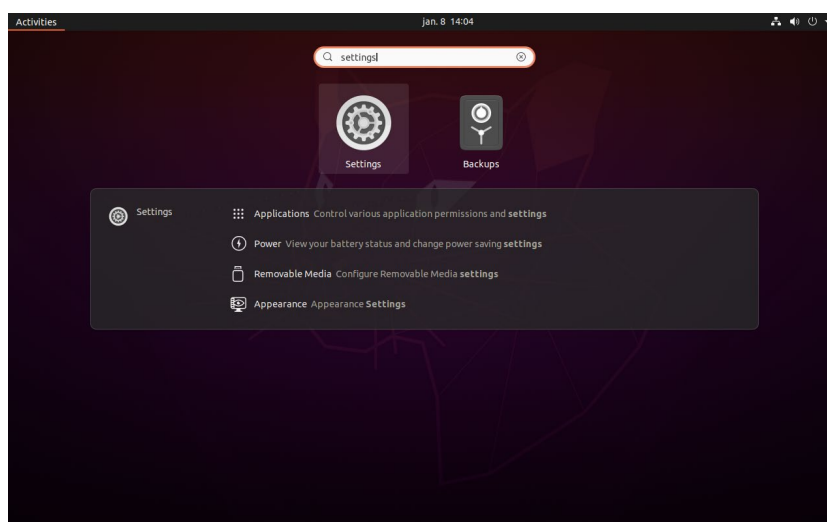 Activities
jan. 8 14:04
settings
Settings
Backups
Settings
Applications Control various application permissions and settings
Power View your battery status and change power saving settings
Removable Media Configure Removable Media settings
Appearance Appearance Settings